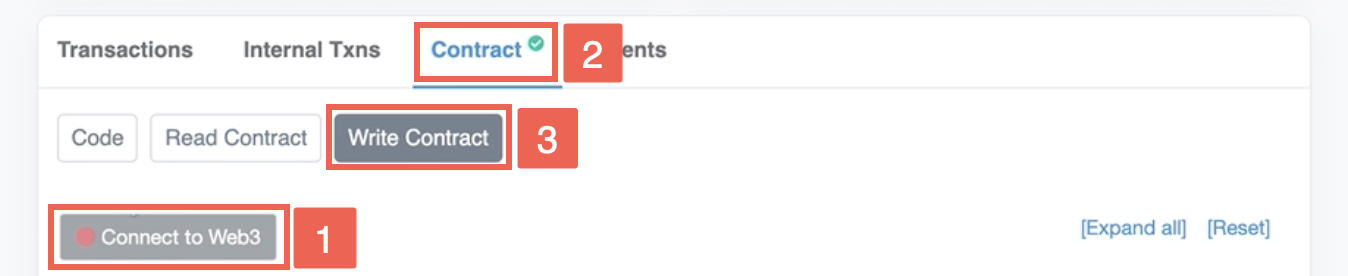 Transactions Internal Txns Contract 2 ents
Code Read Contract Write Contract 3
Connect to Web3 1 [Expand all] [Reset]